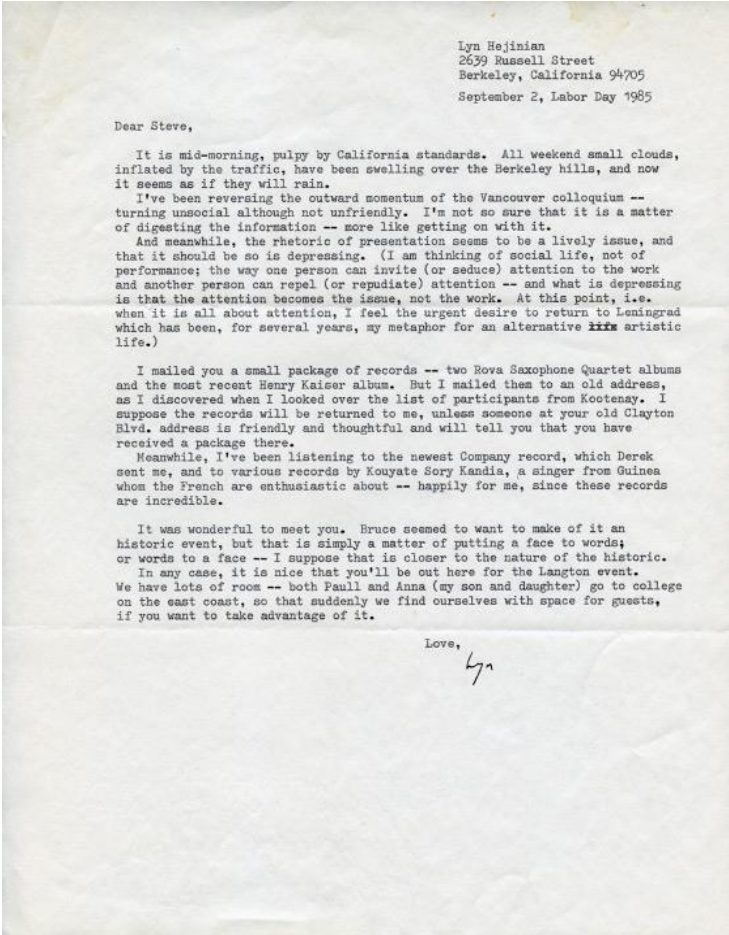 Lyn Hejinian
2639 Russell Street
Berkeley, California 94705
September 2, Labor Day 1985
Dear Steve,
It is mid-morning, pulpy by California standards. All weekend small clouds,
inflated by the traffic, have been swelling over the Berkeley hills, and now
it seems as if they will rain.
I've been reversing the outward momentum of the Vancouver colloquium --
turning unsocial although not unfriendly. I'm not so sure that it is a matter
of digesting the information -- more like getting on with it.
And meanwhile, the rhetoric of presentation seems to be a lively issue, and
that it should be so is depressing. (I am thinking of social life, not of
performance; the way one person can invite (or seduce) attention to the work
and another person can repel (or repudiate) attention -- and what is depressing
is that the attention becomes the issue, not the work. At this point, i.e.
when it is all about attention, I feel the urgent desire to return to Leningrad
which has been, for several years, my metaphor for an alternative artistic
life.)
I mailed you a small package of records -- two Rova Saxophone Quartet albums
and the most recent Henry Kaiser album. But I mailed them to an old address,
as I discovered when I looked over the list of participants from Kootenay. I
suppose the records will be returned to me, unless someone at your old Clayton
Blvd. address is friendly and thoughtful and will tell you that you have
received a package there.
Meanwhile, I've been listening to the newest Company record, which Derek
sent me, and to various records by Kouyate Sory Kandia, a singer from Guinea
whom the French are enthusiastic about -- happily for me, since these records
are incredible.
It was wonderful to meet you. Bruce seemed to want to make of it an
historic event, but that is simply a matter of putting a face to words;
or words to a face -- I suppose that is closer to the nature of the historic.
In any case, it is nice that you'll be out here for the Langton event.
We have lots of room -- both Paull and Anna (my son and daughter) go to college
on the east coast, so that suddenly we find ourselves with space for guests,
if you want to take advantage of it.
Love,
Lyn